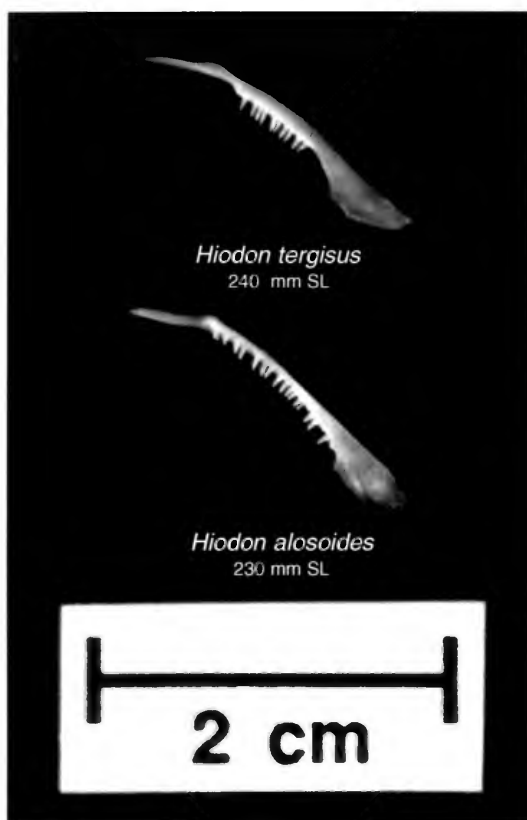 Hiodon tergisus
240 mm SL
Hiodon alosoides
230 mm SL
2 cm